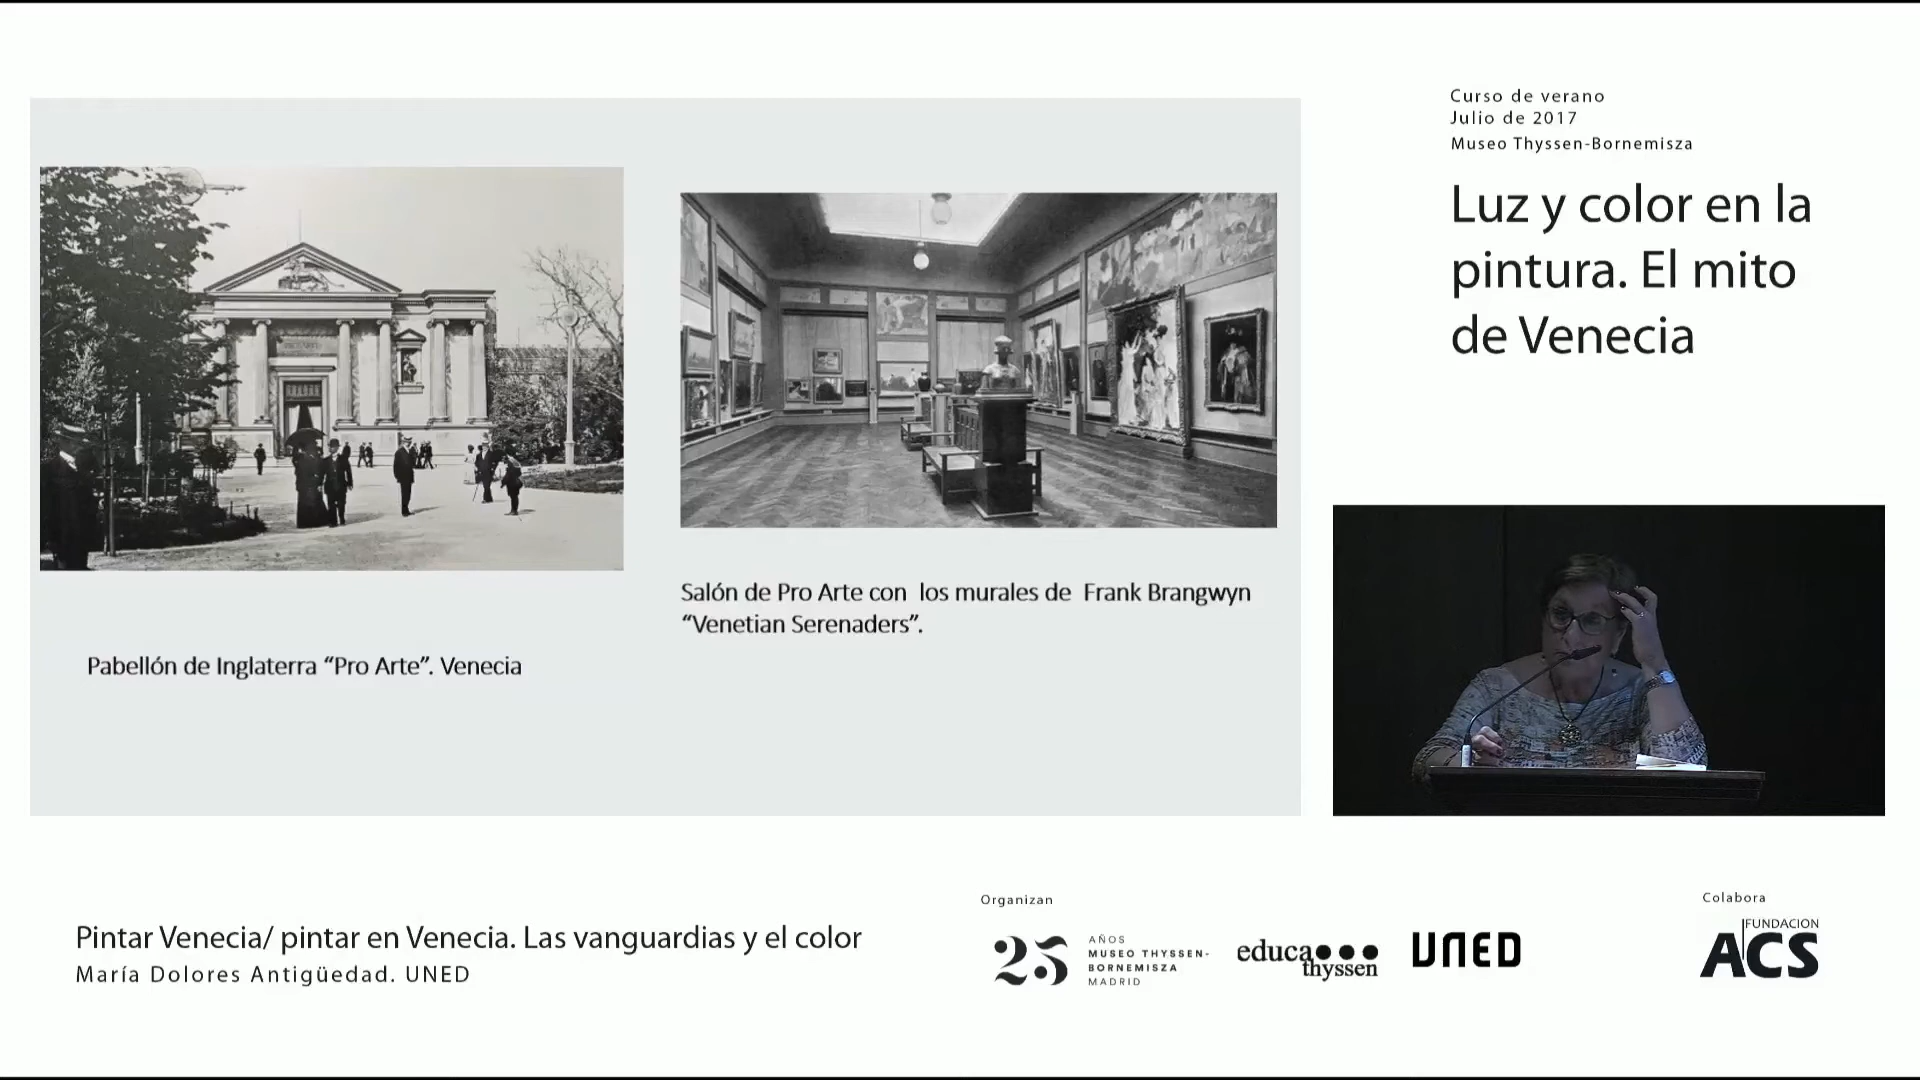 Curso de verano
Julio de 2017
Museo Thyssen-Bornemisza
Luz y color en la
pintura. El mito
de Venecia
Salón de Pro Arte con los murales de Frank Brangwyn
“Venetian Serenaders”.
Pabellón de Inglaterra “Pro Arte”. Venecia
Pintar Venecia/ pintar en Venecia. Las vanguardias y el color
María Dolores Antigüedad. UNED
Organizan
25
AÑOS
MUSEO THYSSEN-
BORNEMISZA
MADRID
educa
thyssen
UNED
Colabora
FUNDACION
ACS